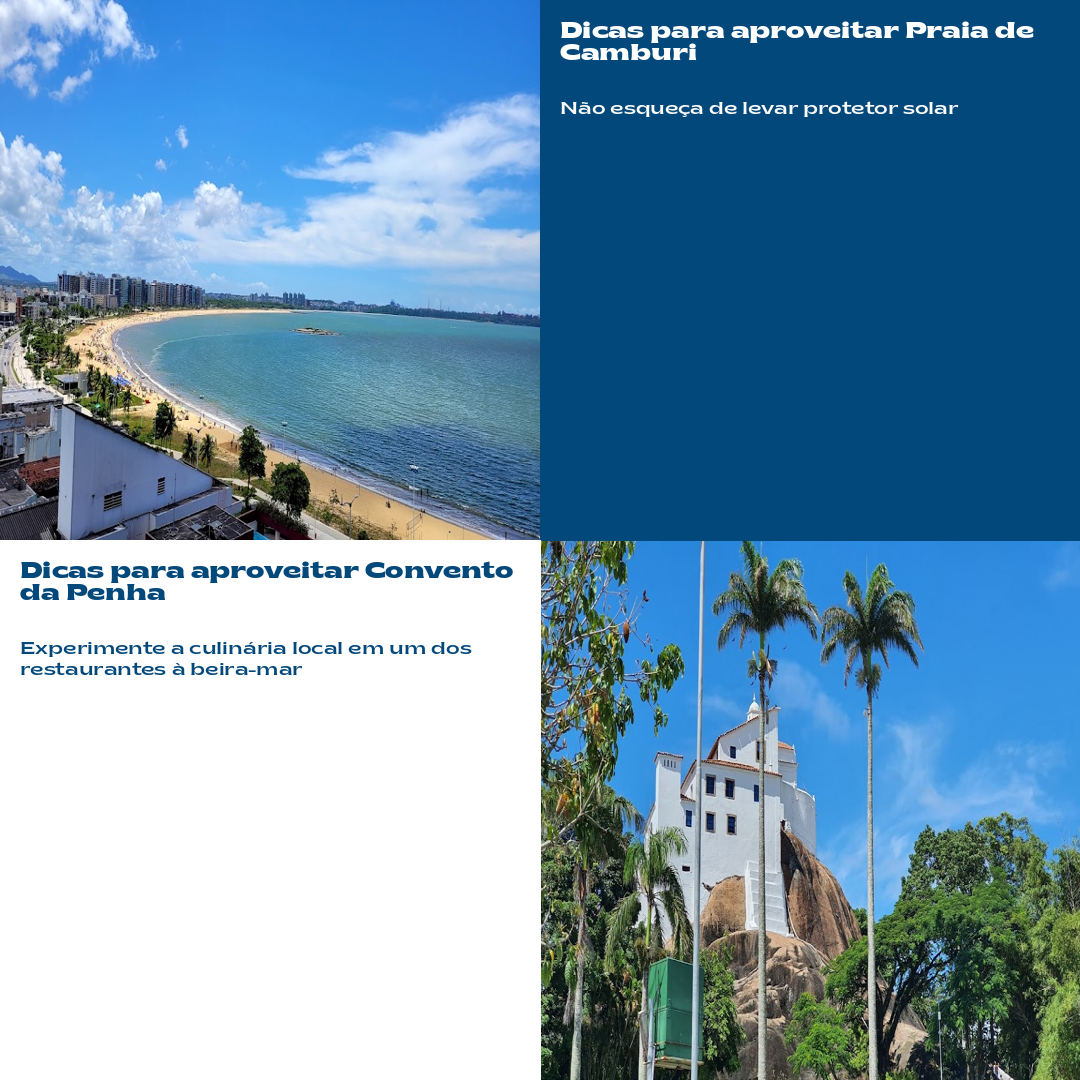 Dicas para aproveitar Praia de
Camburi
Não esqueça de levar protetor solar
Dicas para aproveitar Convento
da Penha
Experimente a culinária local em um dos
restaurantes à beira-mar